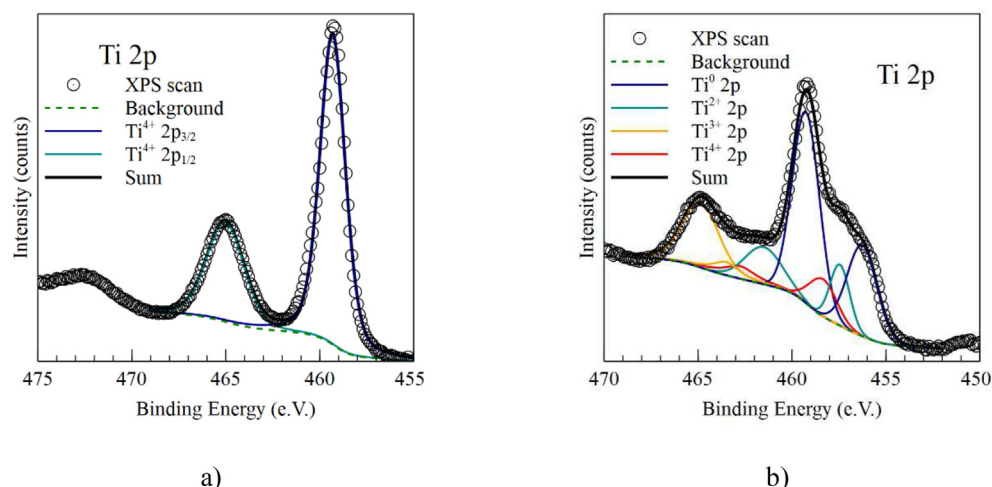 Ti 2p
XPS scan
Background
Ti⁴⁺ 2p₃/₂
Ti⁴⁺ 2p₁/₂
Sum
Intensity (counts)
475 470 465 460 455
Binding Energy (e.V.)
a)
XPS scan
Background
Ti⁰ 2p
Ti²⁺ 2p
Ti³⁺ 2p
Ti⁴⁺ 2p
Sum
Ti 2p
Intensity (counts)
470 465 460 455 450
Binding Energy (e.V.)
b)